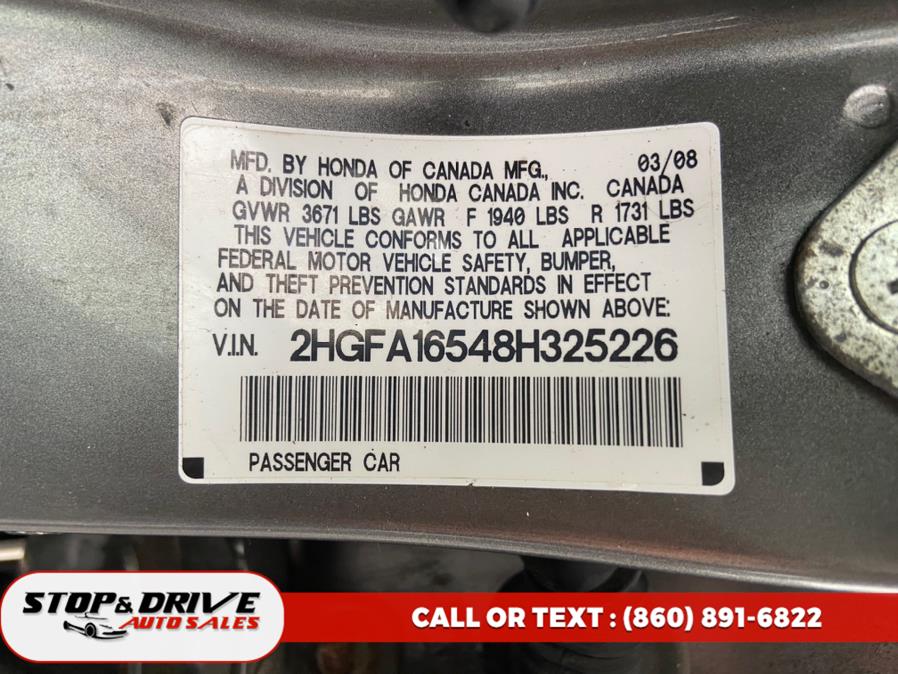 MFD. BY HONDA OF CANADA MFG., 03/08
A DIVISION OF HONDA CANADA INC. CANADA
GVWR 3671 LBS GAWR F 1940 LBS R 1731 LBS
THIS VEHICLE CONFORMS TO ALL APPLICABLE
FEDERAL MOTOR VEHICLE SAFETY, BUMPER,
AND THEFT PREVENTION STANDARDS IN EFFECT
ON THE DATE OF MANUFACTURE SHOWN ABOVE:
V.I.N. 2HGFA16548H325226
PASSENGER CAR
STOP & DRIVE
AUTO SALES
CALL OR TEXT : (860) 891-6822